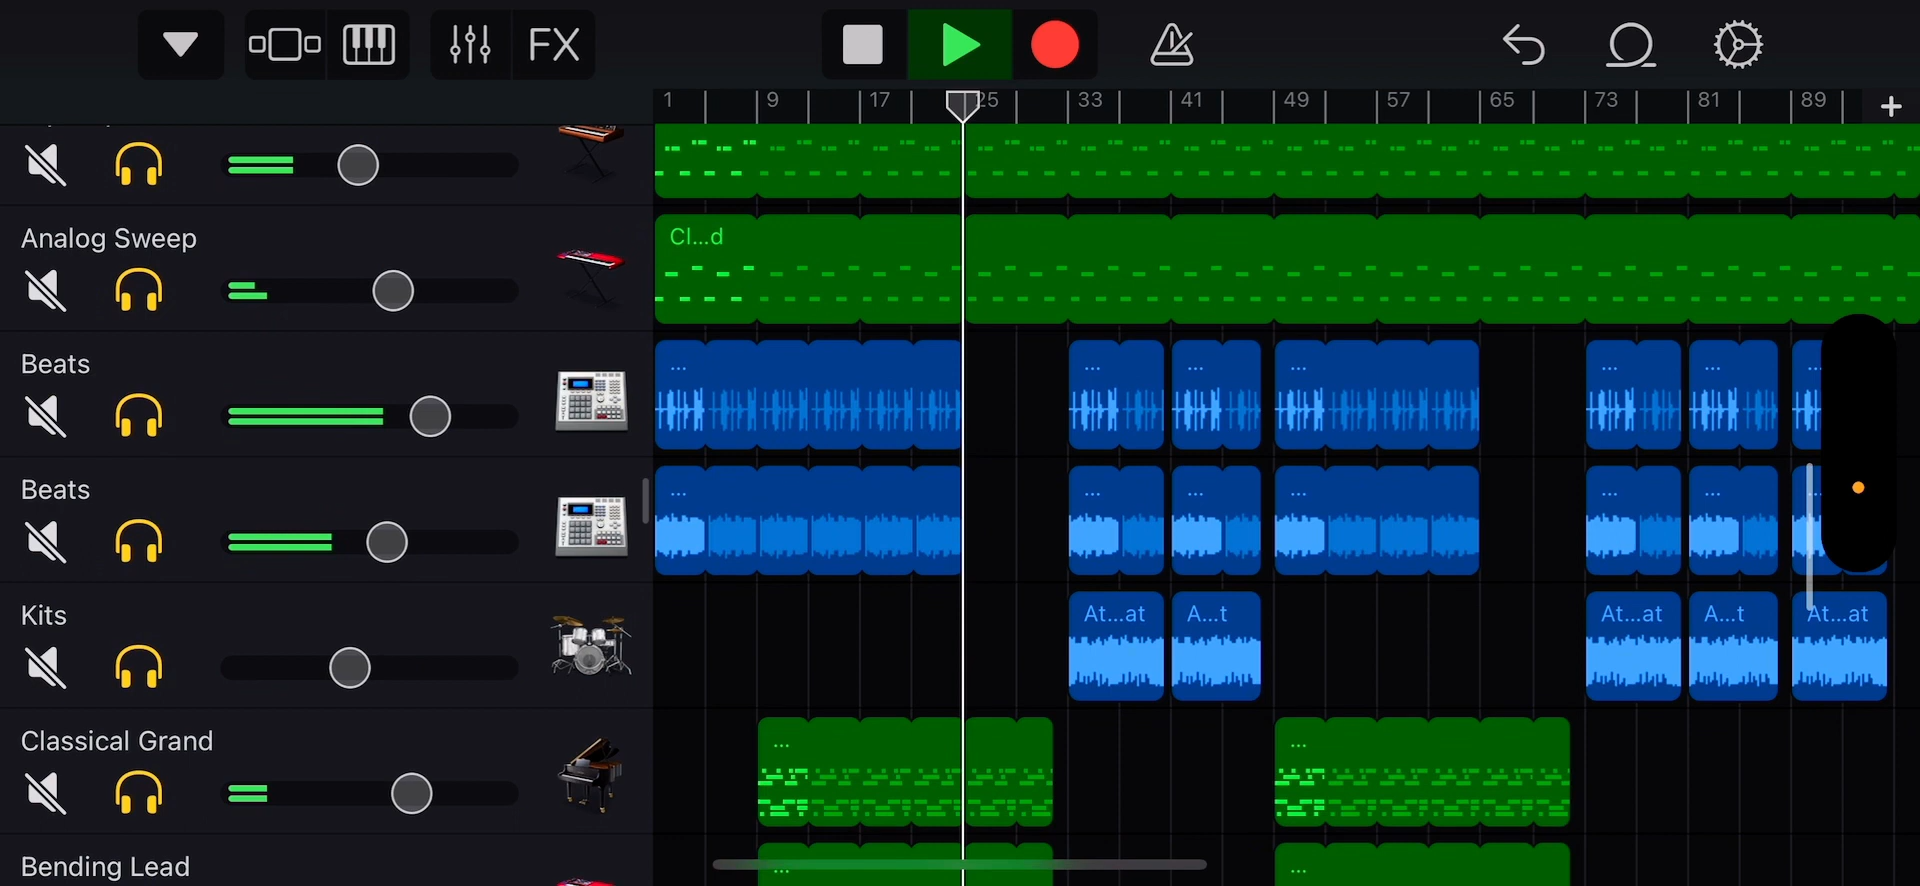 FX
1 9 17 25 33 41 49 57 65 73 81 89 +
Analog Sweep
Cl...d
Beats
... ... ... ... ... ...
Beats
... ... ... ... ... ...
Kits
At...at A...t At...at A...t At...at
Classical Grand
... ...
Bending Lead
... ...